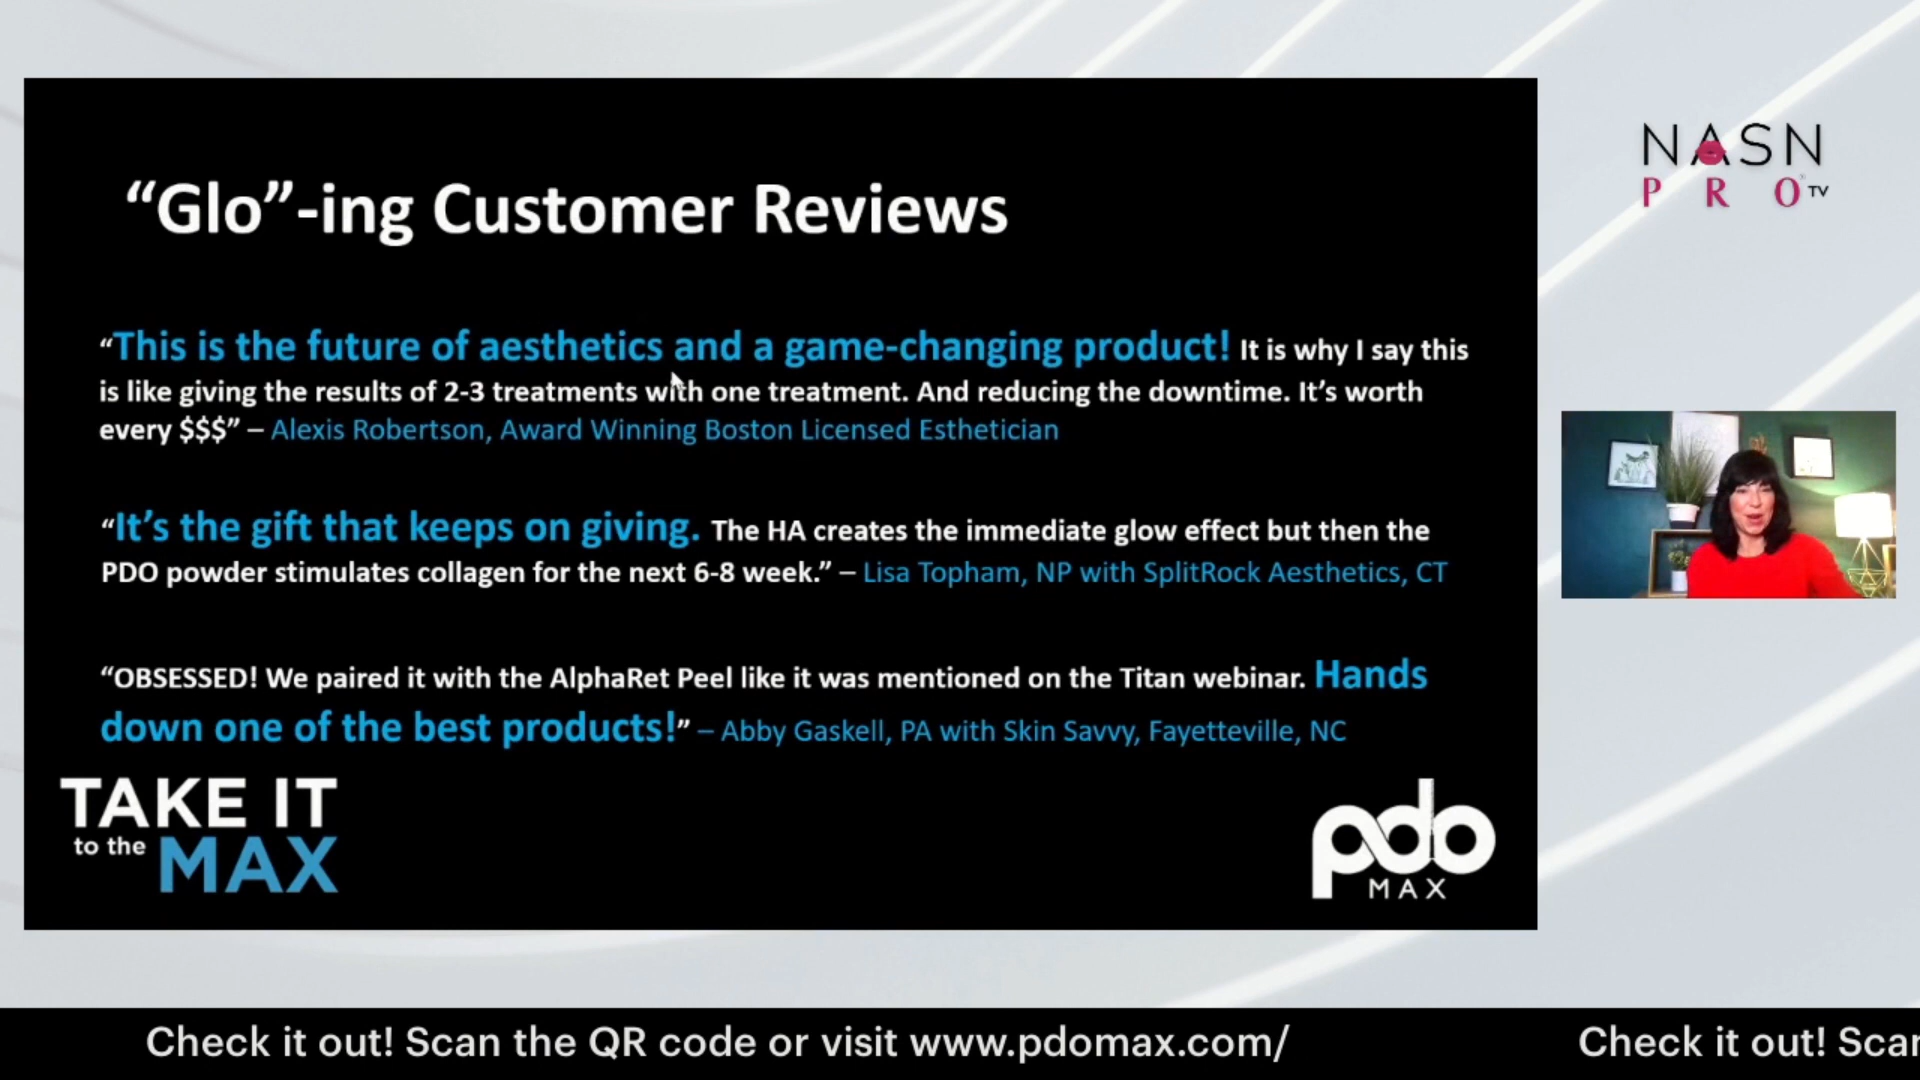 “Glo”-ing Customer Reviews
“This is the future of aesthetics and a game-changing product! It is why I say this
is like giving the results of 2-3 treatments with one treatment. And reducing the downtime. It’s worth
every $$$” – Alexis Robertson, Award Winning Boston Licensed Esthetician
“It’s the gift that keeps on giving. The HA creates the immediate glow effect but then the
PDO powder stimulates collagen for the next 6-8 week.” – Lisa Topham, NP with SplitRock Aesthetics, CT
“OBSESSED! We paired it with the AlphaRet Peel like it was mentioned on the Titan webinar. Hands
down one of the best products!” – Abby Gaskell, PA with Skin Savvy, Fayetteville, NC
TAKE IT
to the MAX
pdo
MAX
NASN
PRO TV
Check it out! Scan the QR code or visit www.pdomax.com/ Check it out! Scan